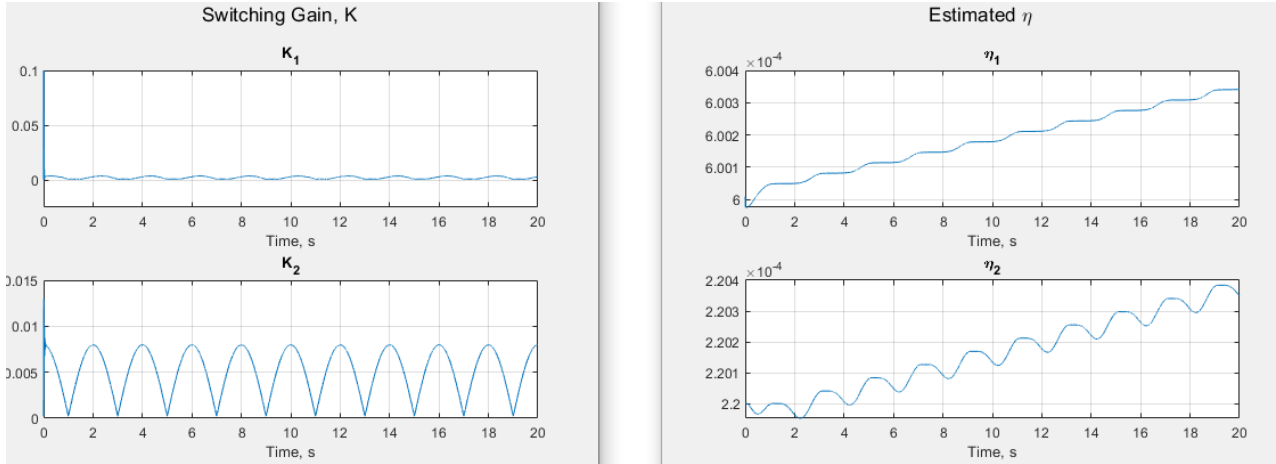 Switching Gain, K
K₁
0.1
0.05
0
0 2 4 6 8 10 12 14 16 18 20
Time, s
K₂
0.015
0.01
0.005
0
0 2 4 6 8 10 12 14 16 18 20
Time, s
Estimated η
η₁
×10⁻⁴
6.004
6.003
6.002
6.001
6
0 2 4 6 8 10 12 14 16 18 20
Time, s
η₂
×10⁻⁴
2.204
2.203
2.202
2.201
2.2
0 2 4 6 8 10 12 14 16 18 20
Time, s